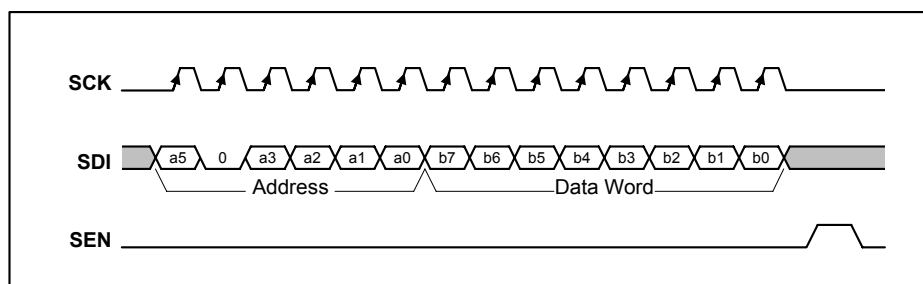 SCK
SDI a5 0 a3 a2 a1 a0 b7 b6 b5 b4 b3 b2 b1 b0
Address Data Word
SEN